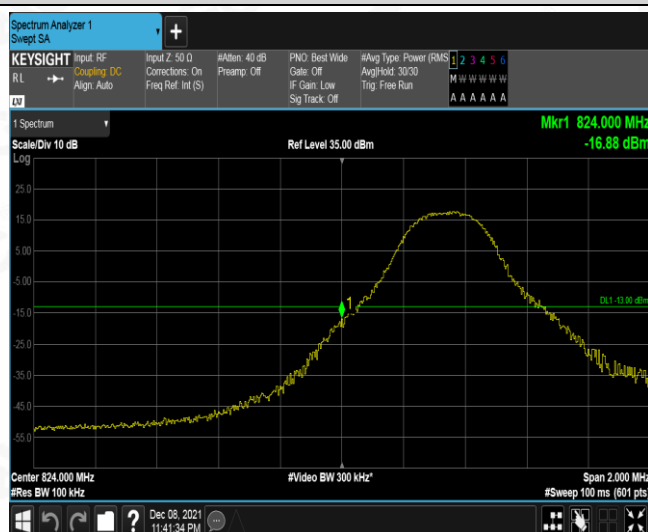 Spectrum Analyzer 1
Swept SA
KEYSIGHT
RL
LXI
Input: RF
Coupling: DC
Align: Auto
Input Z: 50 Ω
Corrections: On
Freq Ref: Int (S)
#Atten: 40 dB
Preamp: Off
PNO: Best Wide
Gate: Off
IF Gain: Low
Sig Track: Off
#Avg Type: Power (RMS
Avg|Hold: 30/30
Trig: Free Run
1 2 3 4 5 6
M W W W W W
A A A A A A
1 Spectrum
Mkr1 824.000 MHz
-16.88 dBm
Scale/Div 10 dB
Ref Level 35.00 dBm
Log
25.0
15.0
5.00
-5.00
1
DL1 -13.00 dBm
-15.0
-25.0
-35.0
-45.0
-55.0
Center 824.000 MHz
#Video BW 300 kHz*
Span 2.000 MHz
#Res BW 100 kHz
#Sweep 100 ms (601 pts)
?
Dec 08, 2021
11:41:34 PM